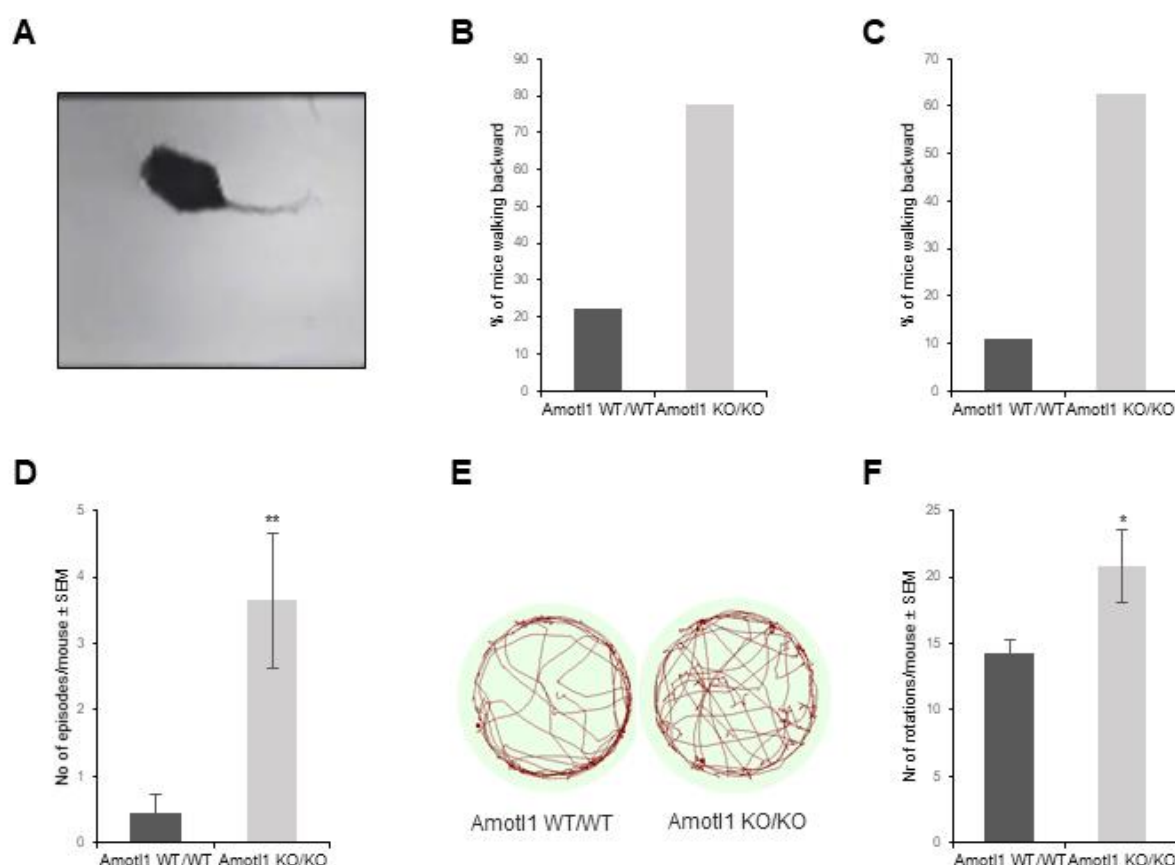 A
B
% of mice walking backward
90
80
70
60
50
40
30
20
10
0
Amotl1 WT/WT Amotl1 KO/KO
C
% of mice walking backward
70
60
50
40
30
20
10
0
Amotl1 WT/WT Amotl1 KO/KO
D
No of episodes/mouse ± SEM
5
4
3
2
1
0
**
Amotl1 WT/WT Amotl1 KO/KO
E
Amotl1 WT/WT Amotl1 KO/KO
F
Nr of rotations/mouse ± SEM
25
20
15
10
5
0
*
Amotl1 WT/WT Amotl1 KO/KO